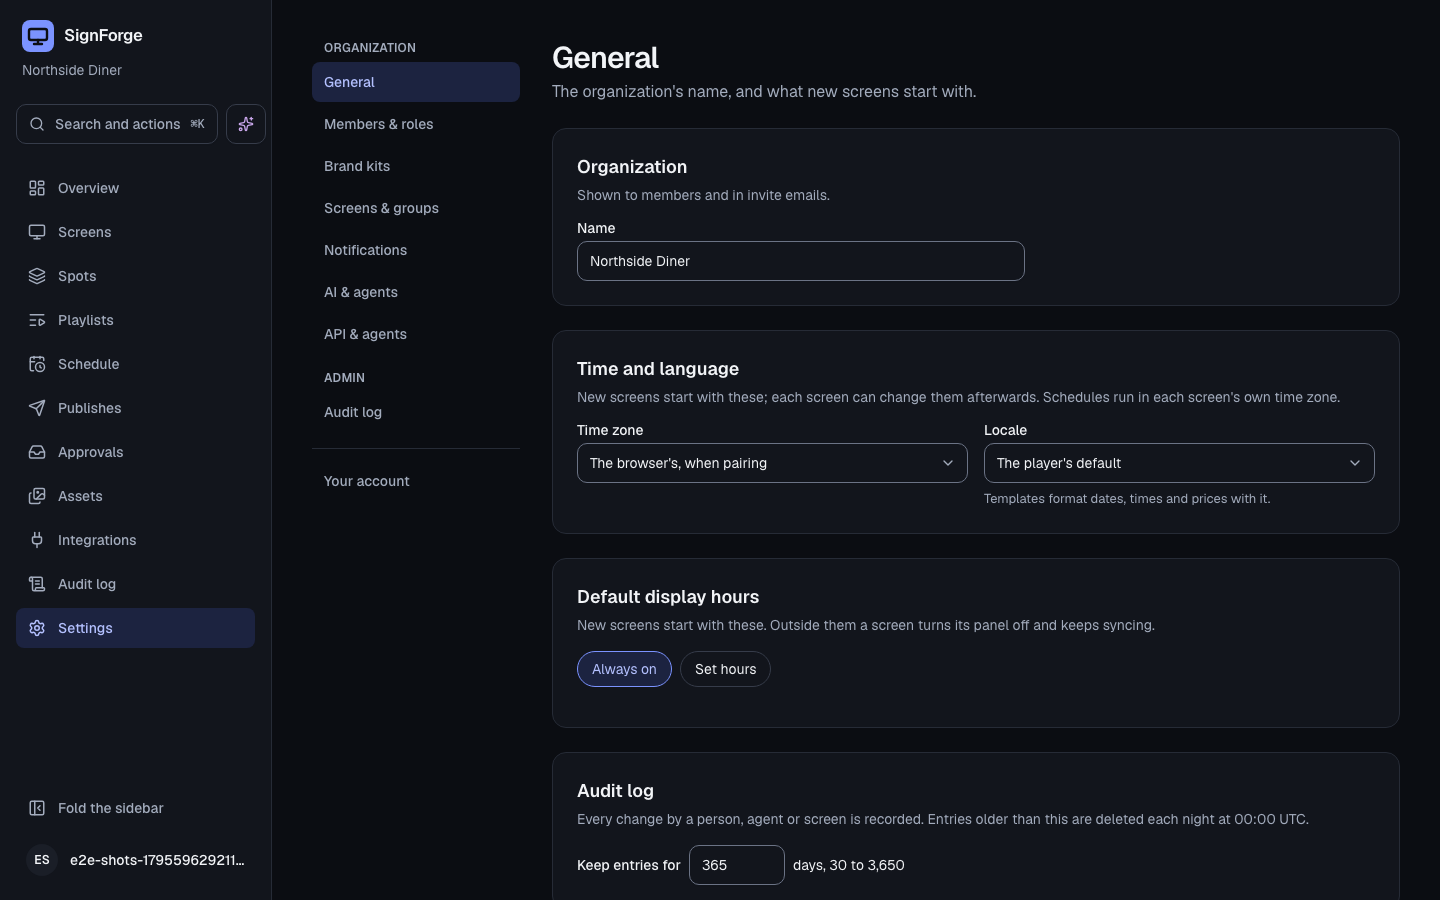 SignForge
Northside Diner
Search and actions ⌘K
Overview
Screens
Spots
Playlists
Schedule
Publishes
Approvals
Assets
Integrations
Audit log
Settings
Fold the sidebar
ES e2e-shots-179559629211...
ORGANIZATION
General
Members & roles
Brand kits
Screens & groups
Notifications
AI & agents
API & agents
ADMIN
Audit log
Your account
General
The organization's name, and what new screens start with.
Organization
Shown to members and in invite emails.
Name
Northside Diner
Time and language
New screens start with these; each screen can change them afterwards. Schedules run in each screen's own time zone.
Time zone
The browser's, when pairing
Locale
The player's default
Templates format dates, times and prices with it.
Default display hours
New screens start with these. Outside them a screen turns its panel off and keeps syncing.
Always on Set hours
Audit log
Every change by a person, agent or screen is recorded. Entries older than this are deleted each night at 00:00 UTC.
Keep entries for 365 days, 30 to 3,650